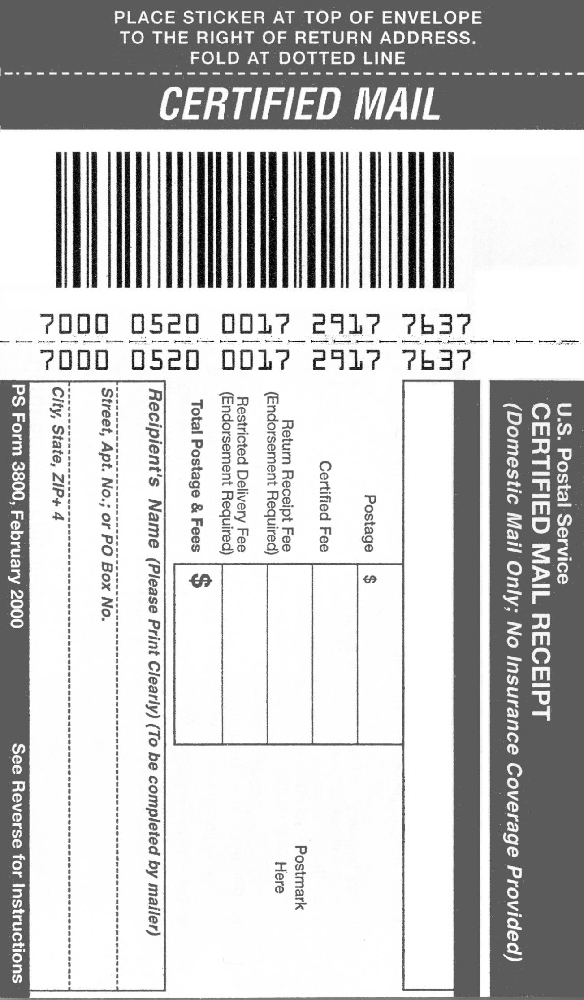 PLACE STICKER AT TOP OF ENVELOPE
TO THE RIGHT OF RETURN ADDRESS.
FOLD AT DOTTED LINE
CERTIFIED MAIL
7000 0520 0017 2917 7637
7000 0520 0017 2917 7637
U.S. Postal Service
CERTIFIED MAIL RECEIPT
(Domestic Mail Only; No Insurance Coverage Provided)
Postage
$
Certified Fee
Return Receipt Fee
(Endorsement Required)
Restricted Delivery Fee
(Endorsement Required)
Total Postage & Fees
$
Postmark
Here
Recipient's Name (Please Print Clearly) (To be completed by mailer)
Street, Apt. No.; or PO Box No.
City, State, ZIP+ 4
PS Form 3800, February 2000
See Reverse for Instructions